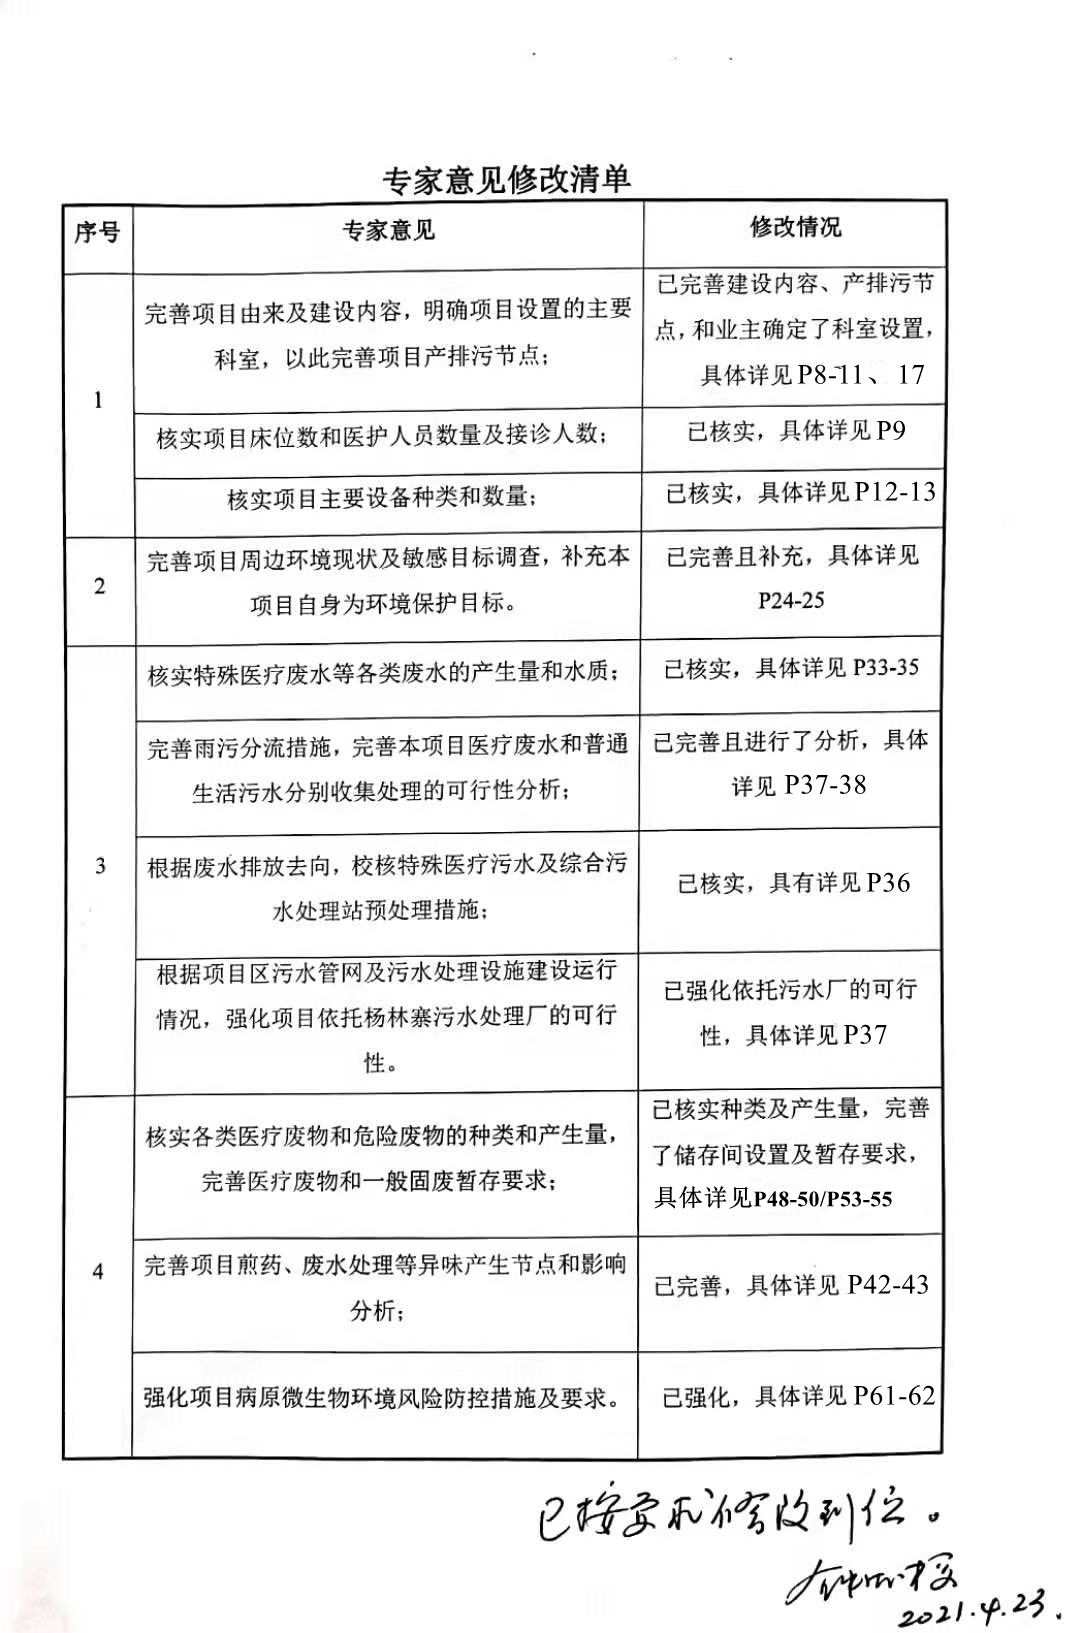 专家意见修改清单
序号
专家意见
修改情况
1
完善项目由来及建设内容，明确项目设置的主要
科室，以此完善项目产排污节点；
已完善建设内容、产排污节
点，和业主确定了科室设置，
具体详见P8-11、17
核实项目床位数和医护人员数量及接诊人数；
已核实，具体详见P9
核实项目主要设备种类和数量；
已核实，具体详见P12-13
2
完善项目周边环境现状及敏感目标调查，补充本
项目自身为环境保护目标。
已完善且补充，具体详见
P24-25
3
核实特殊医疗废水等各类废水的产生量和水质；
已核实，具体详见 P33-35
完善雨污分流措施，完善本项目医疗废水和普通
生活污水分别收集处理的可行性分析；
已完善且进行了分析，具体
详见 P37-38
根据废水排放去向，校核特殊医疗污水及综合污
水处理站预处理措施；
已核实，具有详见P36
根据项目区污水管网及污水处理设施建设运行
情况，强化项目依托杨林寨污水处理厂的可行
性。
已强化依托污水厂的可行
性，具体详见P37
4
核实各类医疗废物和危险废物的种类和产生量，
完善医疗废物和一般固废暂存要求；
已核实种类及产生量，完善
了储存间设置及暂存要求，
具体详见P48-50/P53-55
完善项目煎药、废水处理等异味产生节点和影响
分析；
已完善，具体详见 P42-43
强化项目病原微生物环境风险防控措施及要求。
已强化，具体详见 P61-62
已按要求修改到位。
2021.4.23.